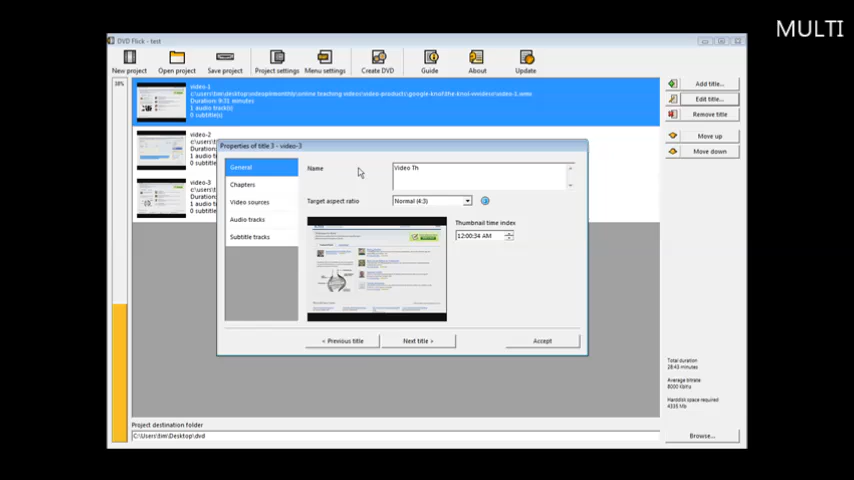 MULTI
DVD Flick - test
New project
Open project
Save project
Project settings
Menu settings
Create DVD
Guide
About
Update
38%
video-1
Duration: 9:31 minutes
1 audio track(s)
0 subtitle(s)
video-2
video-3
Add title...
Edit title...
Remove title
Move up
Move down
Properties of title 3 - video-3
General
Chapters
Video sources
Audio tracks
Subtitle tracks
Name
Video Th
Target aspect ratio
Normal (4:3)
Thumbnail time index
12:00:34 AM
< Previous title
Next title >
Accept
Total duration
28:43 minutes
Average bitrate
8000 Kbit/s
Harddisk space required
4335 Mb
Project destination folder
C:\Users\tim\Desktop\dvd
Browse...